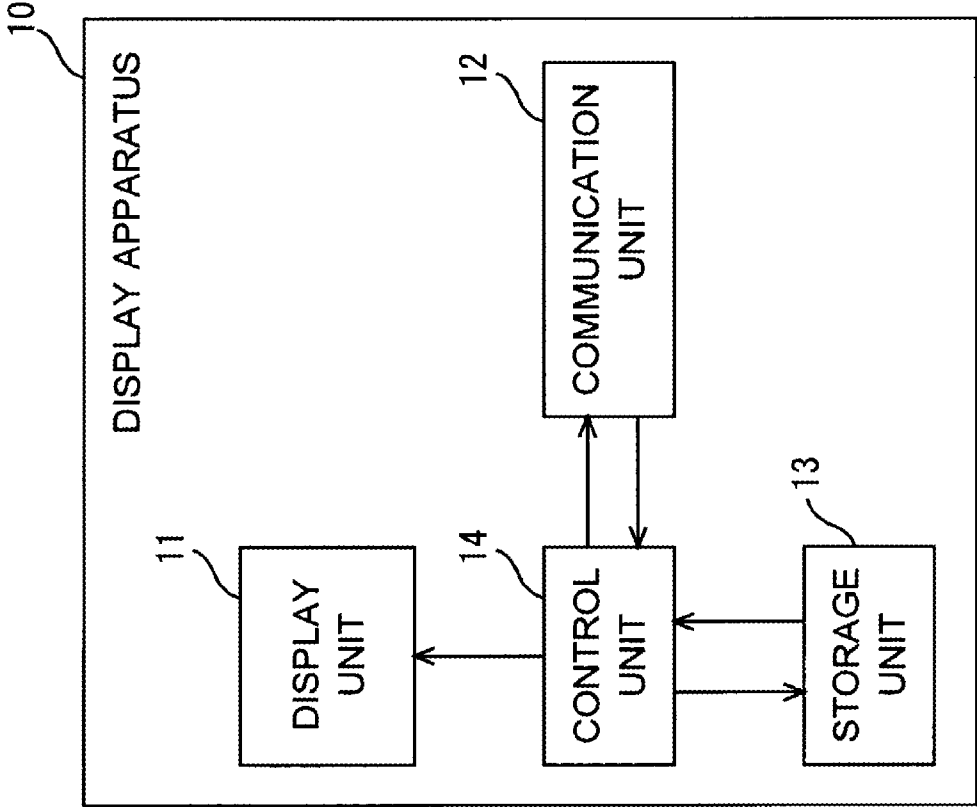 10
DISPLAY APPARATUS
12
COMMUNICATION
UNIT
11
DISPLAY
UNIT
14
CONTROL
UNIT
13
STORAGE
UNIT